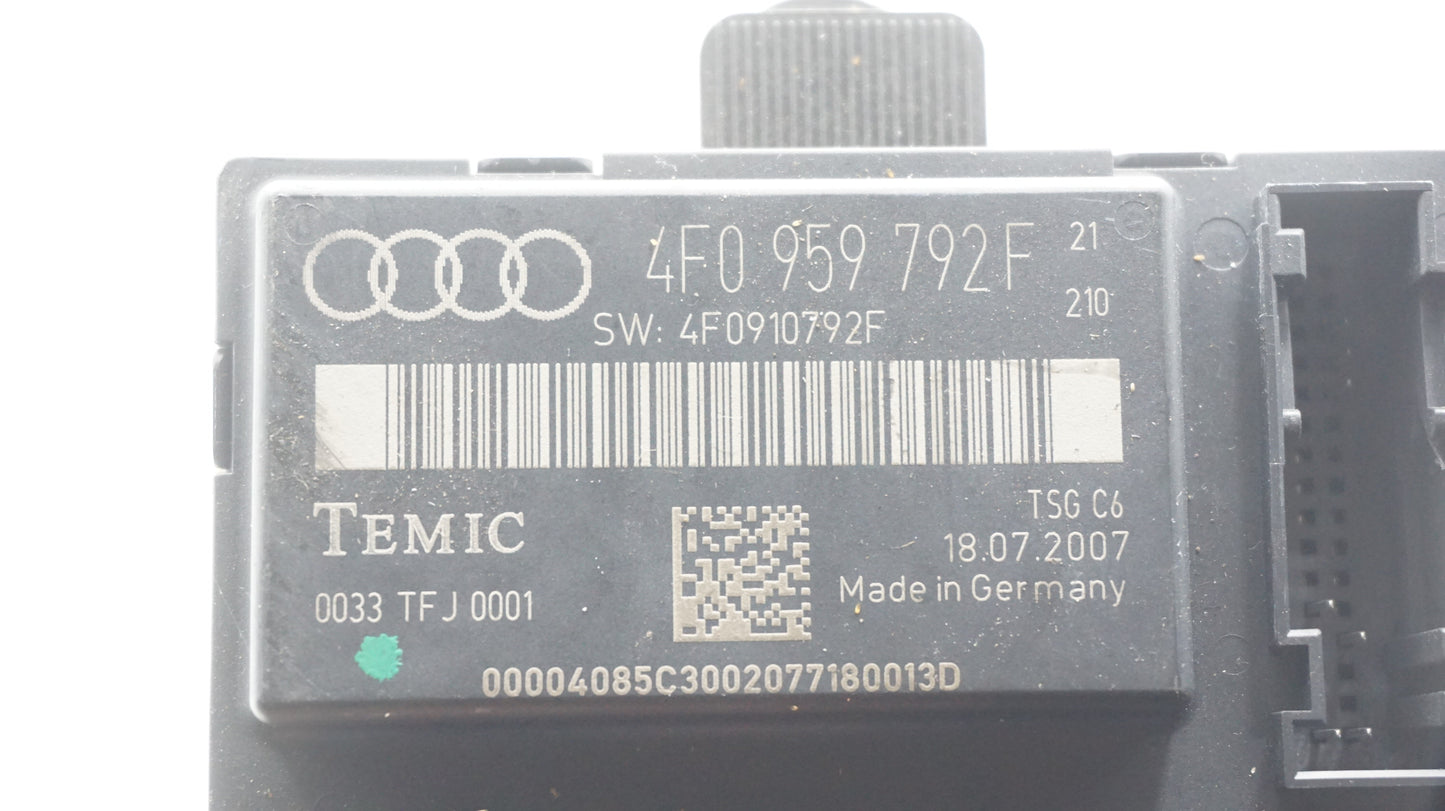 4F0 959 792F 21
210
SW: 4F0910792F
TEMIC
TSG C6
18.07.2007
0033 TFJ 0001
Made in Germany
00004085C3002077180013D